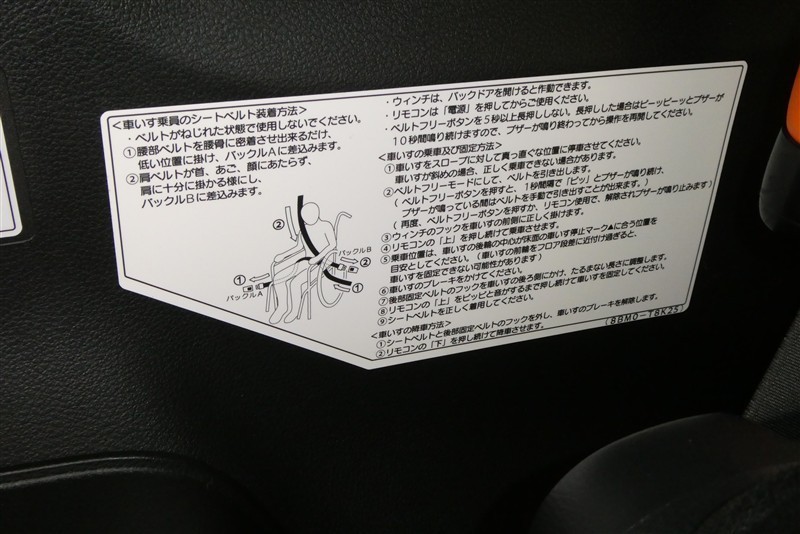 <車いす乗員のシートベルト装着方法>
・ベルトがねじれた状態で使用しないでください。
①腰部ベルトを腰骨に密着させ出来るだけ、
低い位置に掛け、バックルAに差込みます。
②肩ベルトが首、あご、顔にあたらず、
肩に十分に掛かる様にし、
バックルBに差込みます。
②
バックルB
①
バックルA
①
・ウィンチは、バックドアを開けると作動できます。
・リモコンは「電源」を押してからご使用ください。
・ベルトフリーボタンを5秒以上長押ししない。長押しした場合はピーッピーッとブザーが
10秒間鳴り続けますので、ブザーが鳴り終わってから操作を再開してください。
<車いすの乗車及び固定方法>
①車いすをスロープに対して真っ直ぐな位置に停車させてください。
車いすが斜めの場合、正しく乗車できない場合があります。
②ベルトフリーモードにして、ベルトを引き出します。
(ベルトフリーボタンを押すと、1秒間隔で「ピッ」とブザーが鳴り続け、
ブザーが鳴っている間はベルトを手動で引き出すことが出来ます。)
(再度、ベルトフリーボタンを押すか、リモコン使用で、解除されブザーが鳴り止みます)
③ウィンチのフックを車いすの前側に正しく掛けます。
④リモコンの「上」を押し続けて乗車させます。
⑤乗車位置は、車いすの後輪の中心が床面の車いす停止マーク▲に合う位置を
目安としてください。(車いすの前輪をフロア段差に近付け過ぎると、
車いすを固定できない可能性があります)
⑥車いすのブレーキをかけてください。
⑦後部固定ベルトのフックを車いすの後ろ側にかけ、たるまない長さに調整します。
⑧リモコンの「上」をピピピと音がするまで押し続けて車いすを固定してください。
⑨シートベルトを正しく着用してください。
<車いすの降車方法>
①シートベルトと後部固定ベルトのフックを外し、車いすのブレーキを解除します。
②リモコンの「下」を押し続けて降車させます。
(8BM0-T8K25)